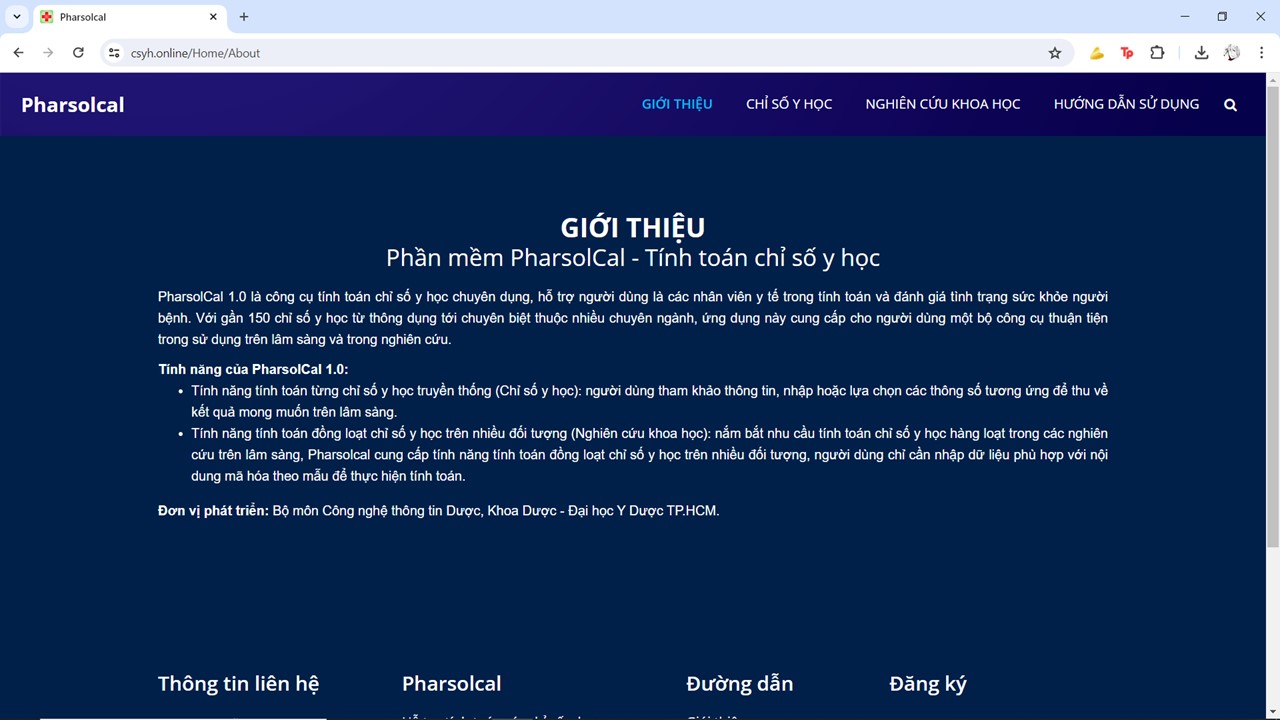 Pharsolcal
csyh.online/Home/About
Pharsolcal
GIỚI THIỆU
CHỈ SỐ Y HỌC
NGHIÊN CỨU KHOA HỌC
HƯỚNG DẪN SỬ DỤNG
GIỚI THIỆU
Phần mềm PharsolCal - Tính toán chỉ số y học
PharsolCal 1.0 là công cụ tính toán chỉ số y học chuyên dụng, hỗ trợ người dùng là các nhân viên y tế trong tính toán và đánh giá tình trạng sức khỏe người
bệnh. Với gần 150 chỉ số y học từ thông dụng tới chuyên biệt thuộc nhiều chuyên ngành, ứng dụng này cung cấp cho người dùng một bộ công cụ thuận tiện
trong sử dụng trên lâm sàng và trong nghiên cứu.
Tính năng của PharsolCal 1.0:
• Tính năng tính toán từng chỉ số y học truyền thống (Chỉ số y học): người dùng tham khảo thông tin, nhập hoặc lựa chọn các thông số tương ứng để thu về
kết quả mong muốn trên lâm sàng.
• Tính năng tính toán đồng loạt chỉ số y học trên nhiều đối tượng (Nghiên cứu khoa học): nắm bắt nhu cầu tính toán chỉ số y học hàng loạt trong các nghiên
cứu trên lâm sàng, Pharsolcal cung cấp tính năng tính toán đồng loạt chỉ số y học trên nhiều đối tượng, người dùng chỉ cần nhập dữ liệu phù hợp với nội
dung mã hóa theo mẫu để thực hiện tính toán.
Đơn vị phát triển: Bộ môn Công nghệ thông tin Dược, Khoa Dược - Đại học Y Dược TP.HCM.
Thông tin liên hệ
Pharsolcal
Đường dẫn
Đăng ký